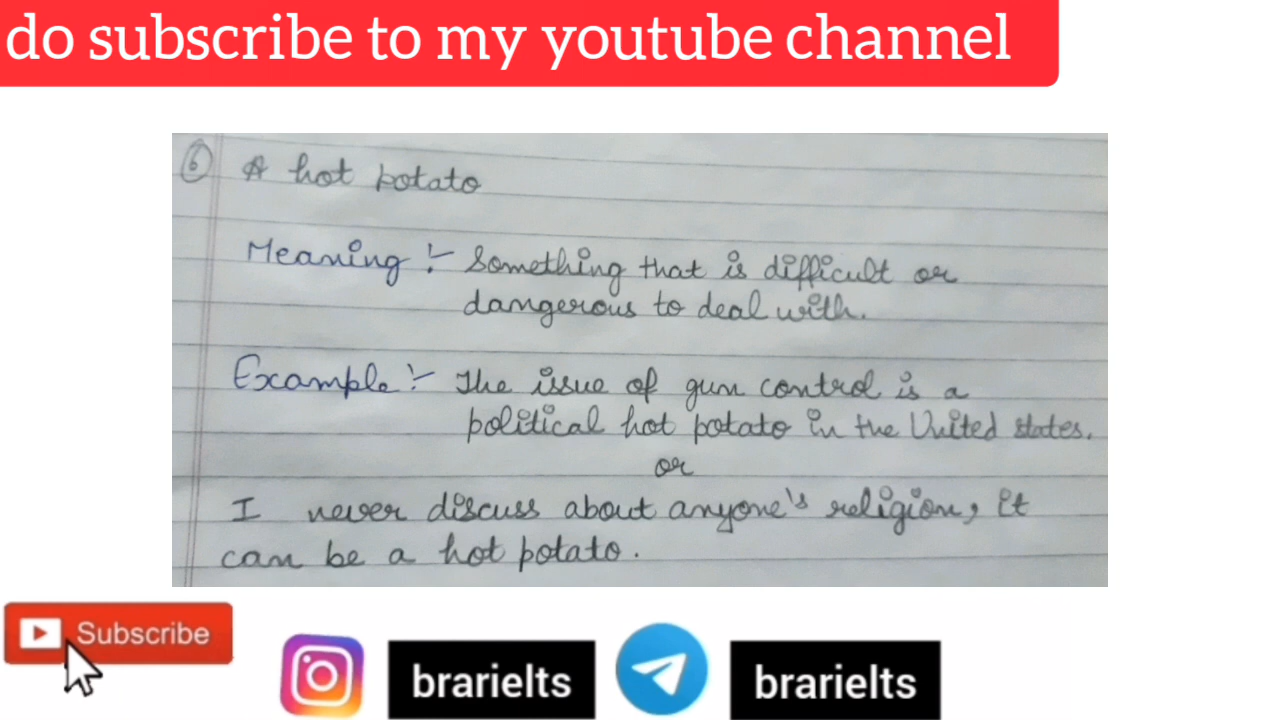 do subscribe to my youtube channel
6 A hot potato
Meaning :- Something that is difficult or
dangerous to deal with.
Example :- The issue of gun control is a
political hot potato in the United states.
or
I never discuss about anyone's religion, it
can be a hot potato.
Subscribe
brarielts
brarielts